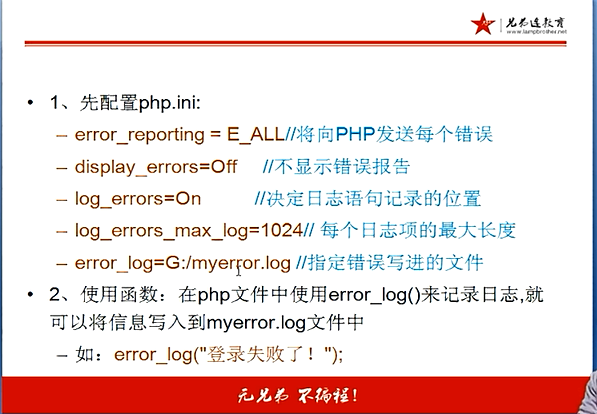 兄弟连教育
www.lampbrother.net
• 1、先配置php.ini:
– error_reporting = E_ALL//将向PHP发送每个错误
– display_errors=Off //不显示错误报告
– log_errors=On //决定日志语句记录的位置
– log_errors_max_log=1024// 每个日志项的最大长度
– error_log=G:/myerror.log //指定错误写进的文件
• 2、使用函数：在php文件中使用error_log()来记录日志,就
可以将信息写入到myerror.log文件中
– 如：error_log("登录失败了！");
无兄弟 不编程!